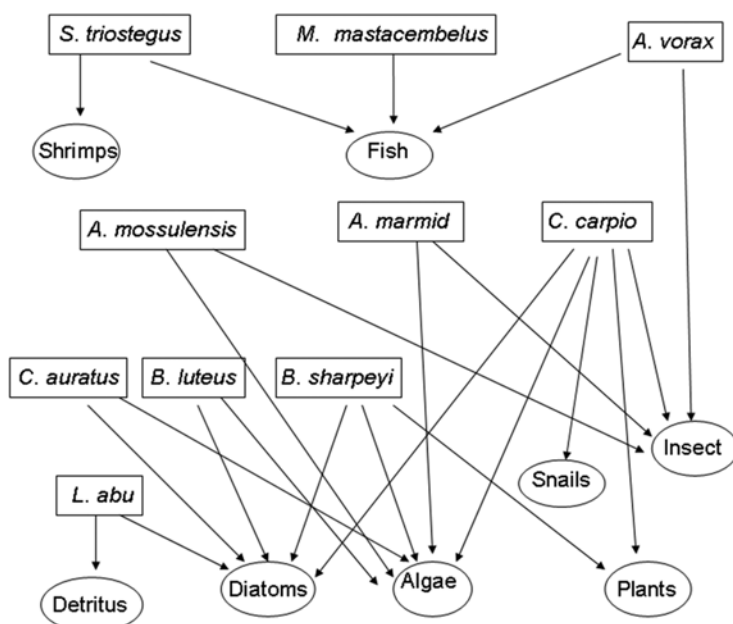 S. triostegus
M. mastacembelus
A. vorax
Shrimps
Fish
A. mossulensis
A. marmid
C. carpio
C. auratus
B. luteus
B. sharpeyi
Insect
Snails
L. abu
Detritus
Diatoms
Algae
Plants